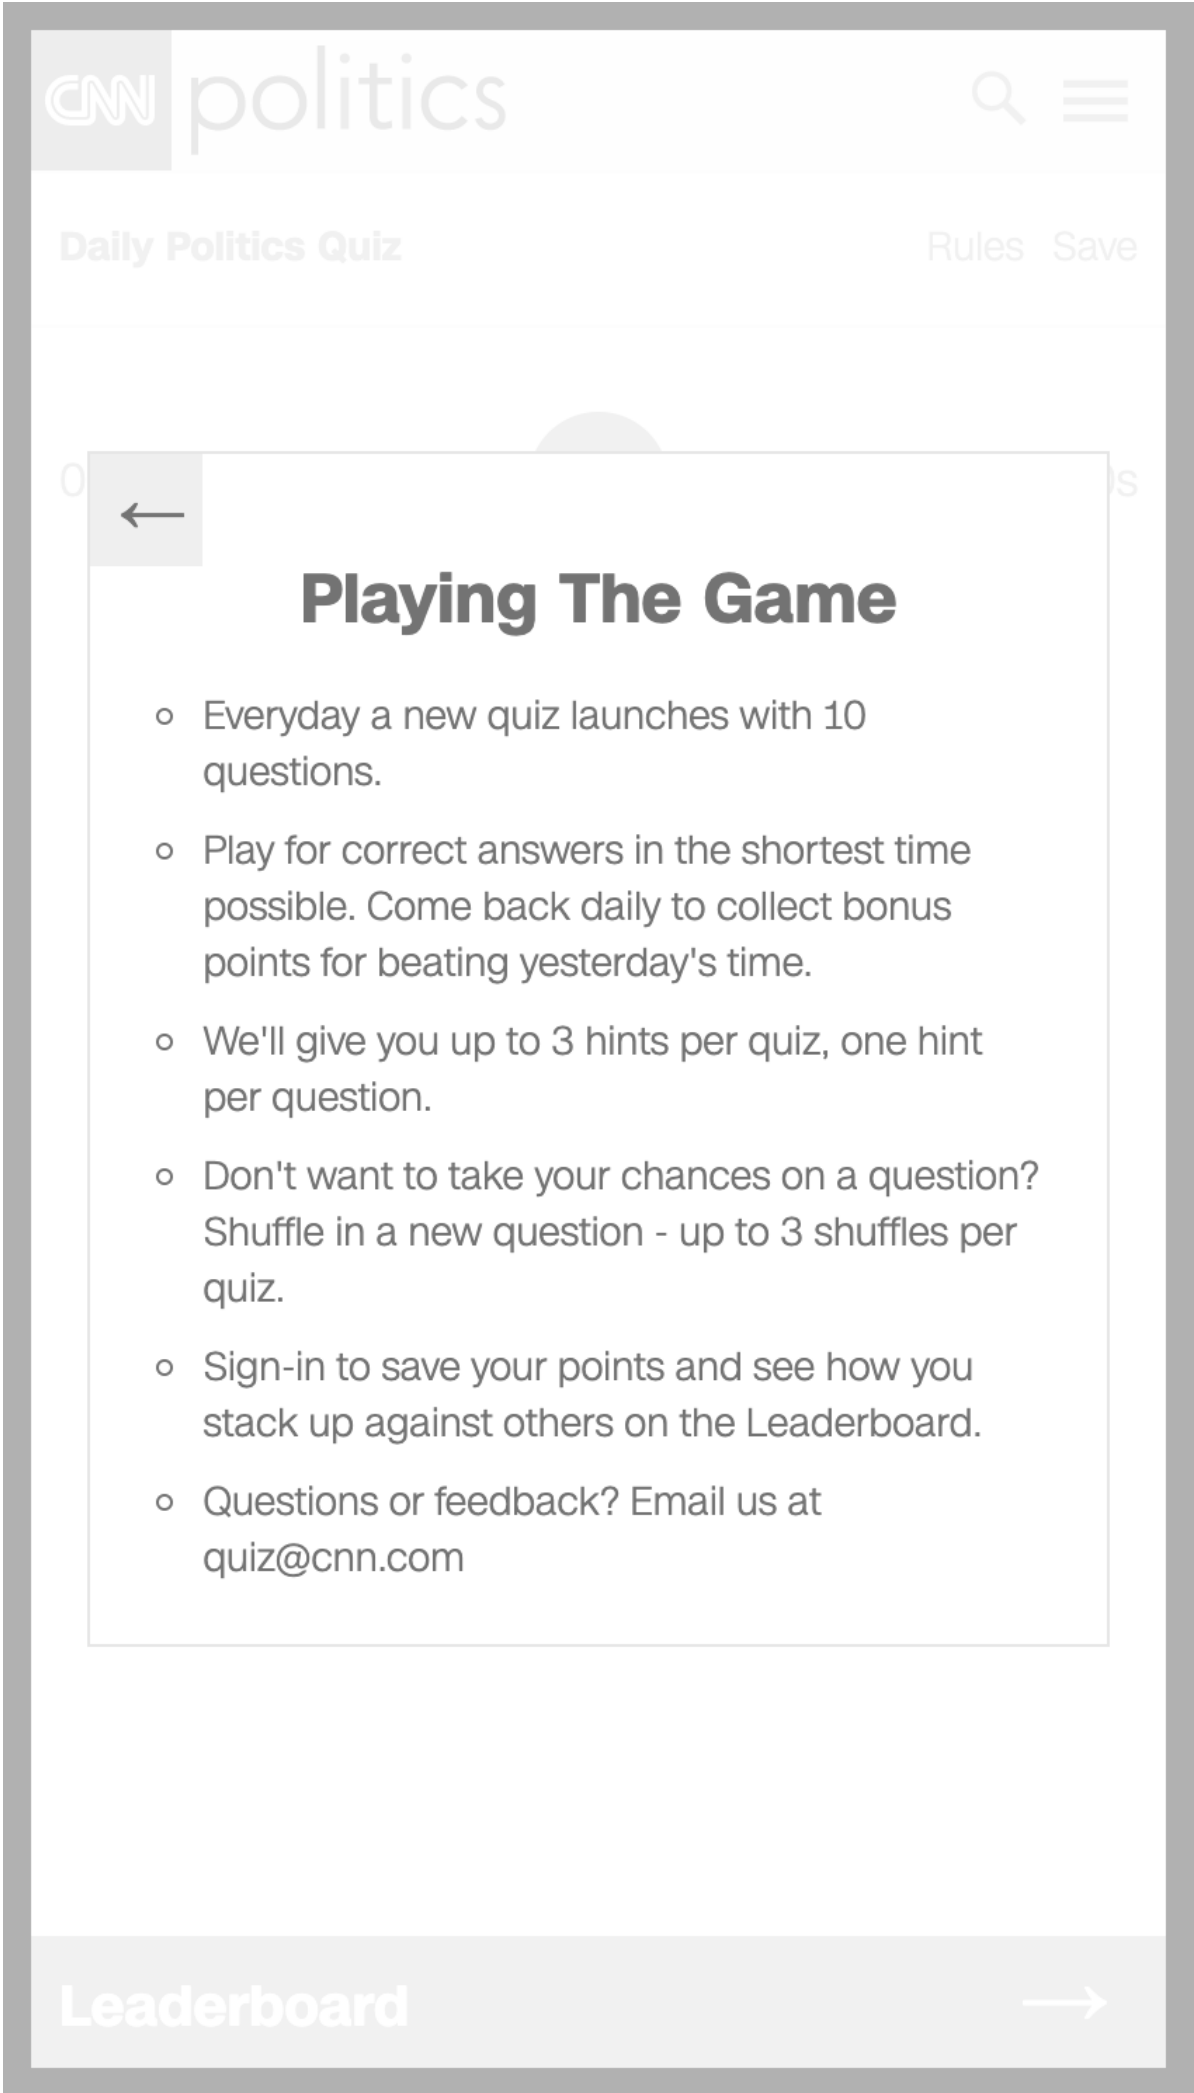 CNN politics
Daily Politics Quiz Rules Save
0 s
Playing The Game
Everyday a new quiz launches with 10
questions.
Play for correct answers in the shortest time
possible. Come back daily to collect bonus
points for beating yesterday's time.
We'll give you up to 3 hints per quiz, one hint
per question.
Don't want to take your chances on a question?
Shuffle in a new question - up to 3 shuffles per
quiz.
Sign-in to save your points and see how you
stack up against others on the Leaderboard.
Questions or feedback? Email us at
quiz@cnn.com
Leaderboard